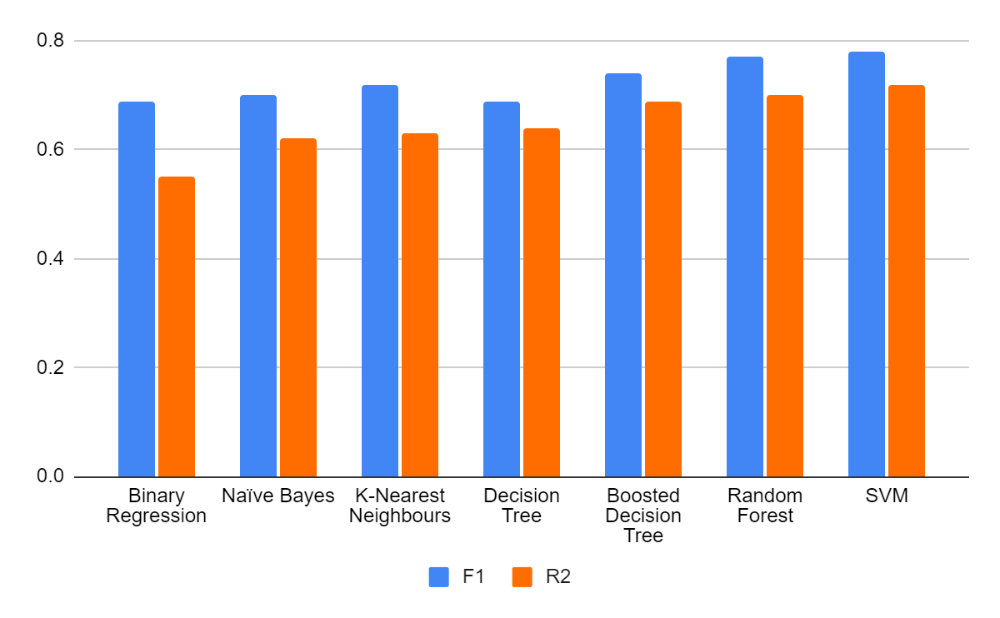 0.8
0.6
0.4
0.2
0.0
Binary
Regression
Naïve Bayes
K-Nearest
Neighbours
Decision
Tree
Boosted
Decision
Tree
Random
Forest
SVM
F1
R2